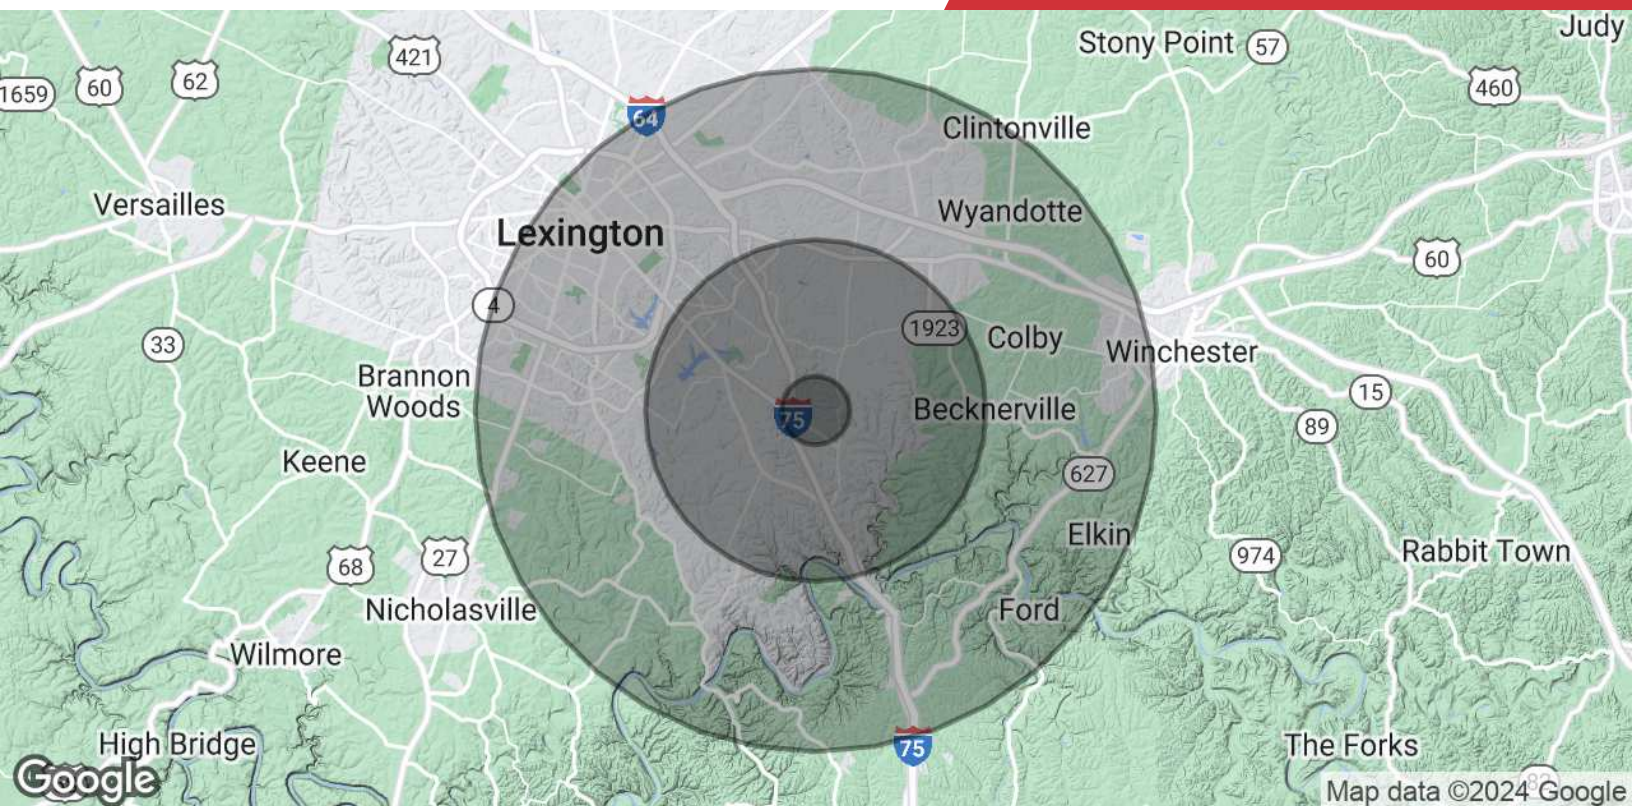 Judy
Stony Point
57
421
62
60
1659
460
64
Clintonville
Versailles
Wyandotte
Lexington
60
4
1923
Colby
33
Winchester
Brannon
Woods
15
75
Becknerville
89
Keene
627
Elkin
974
Rabbit Town
27
68
Nicholasville
Ford
Wilmore
High Bridge
75
The Forks
Google
Map data ©2024 Google